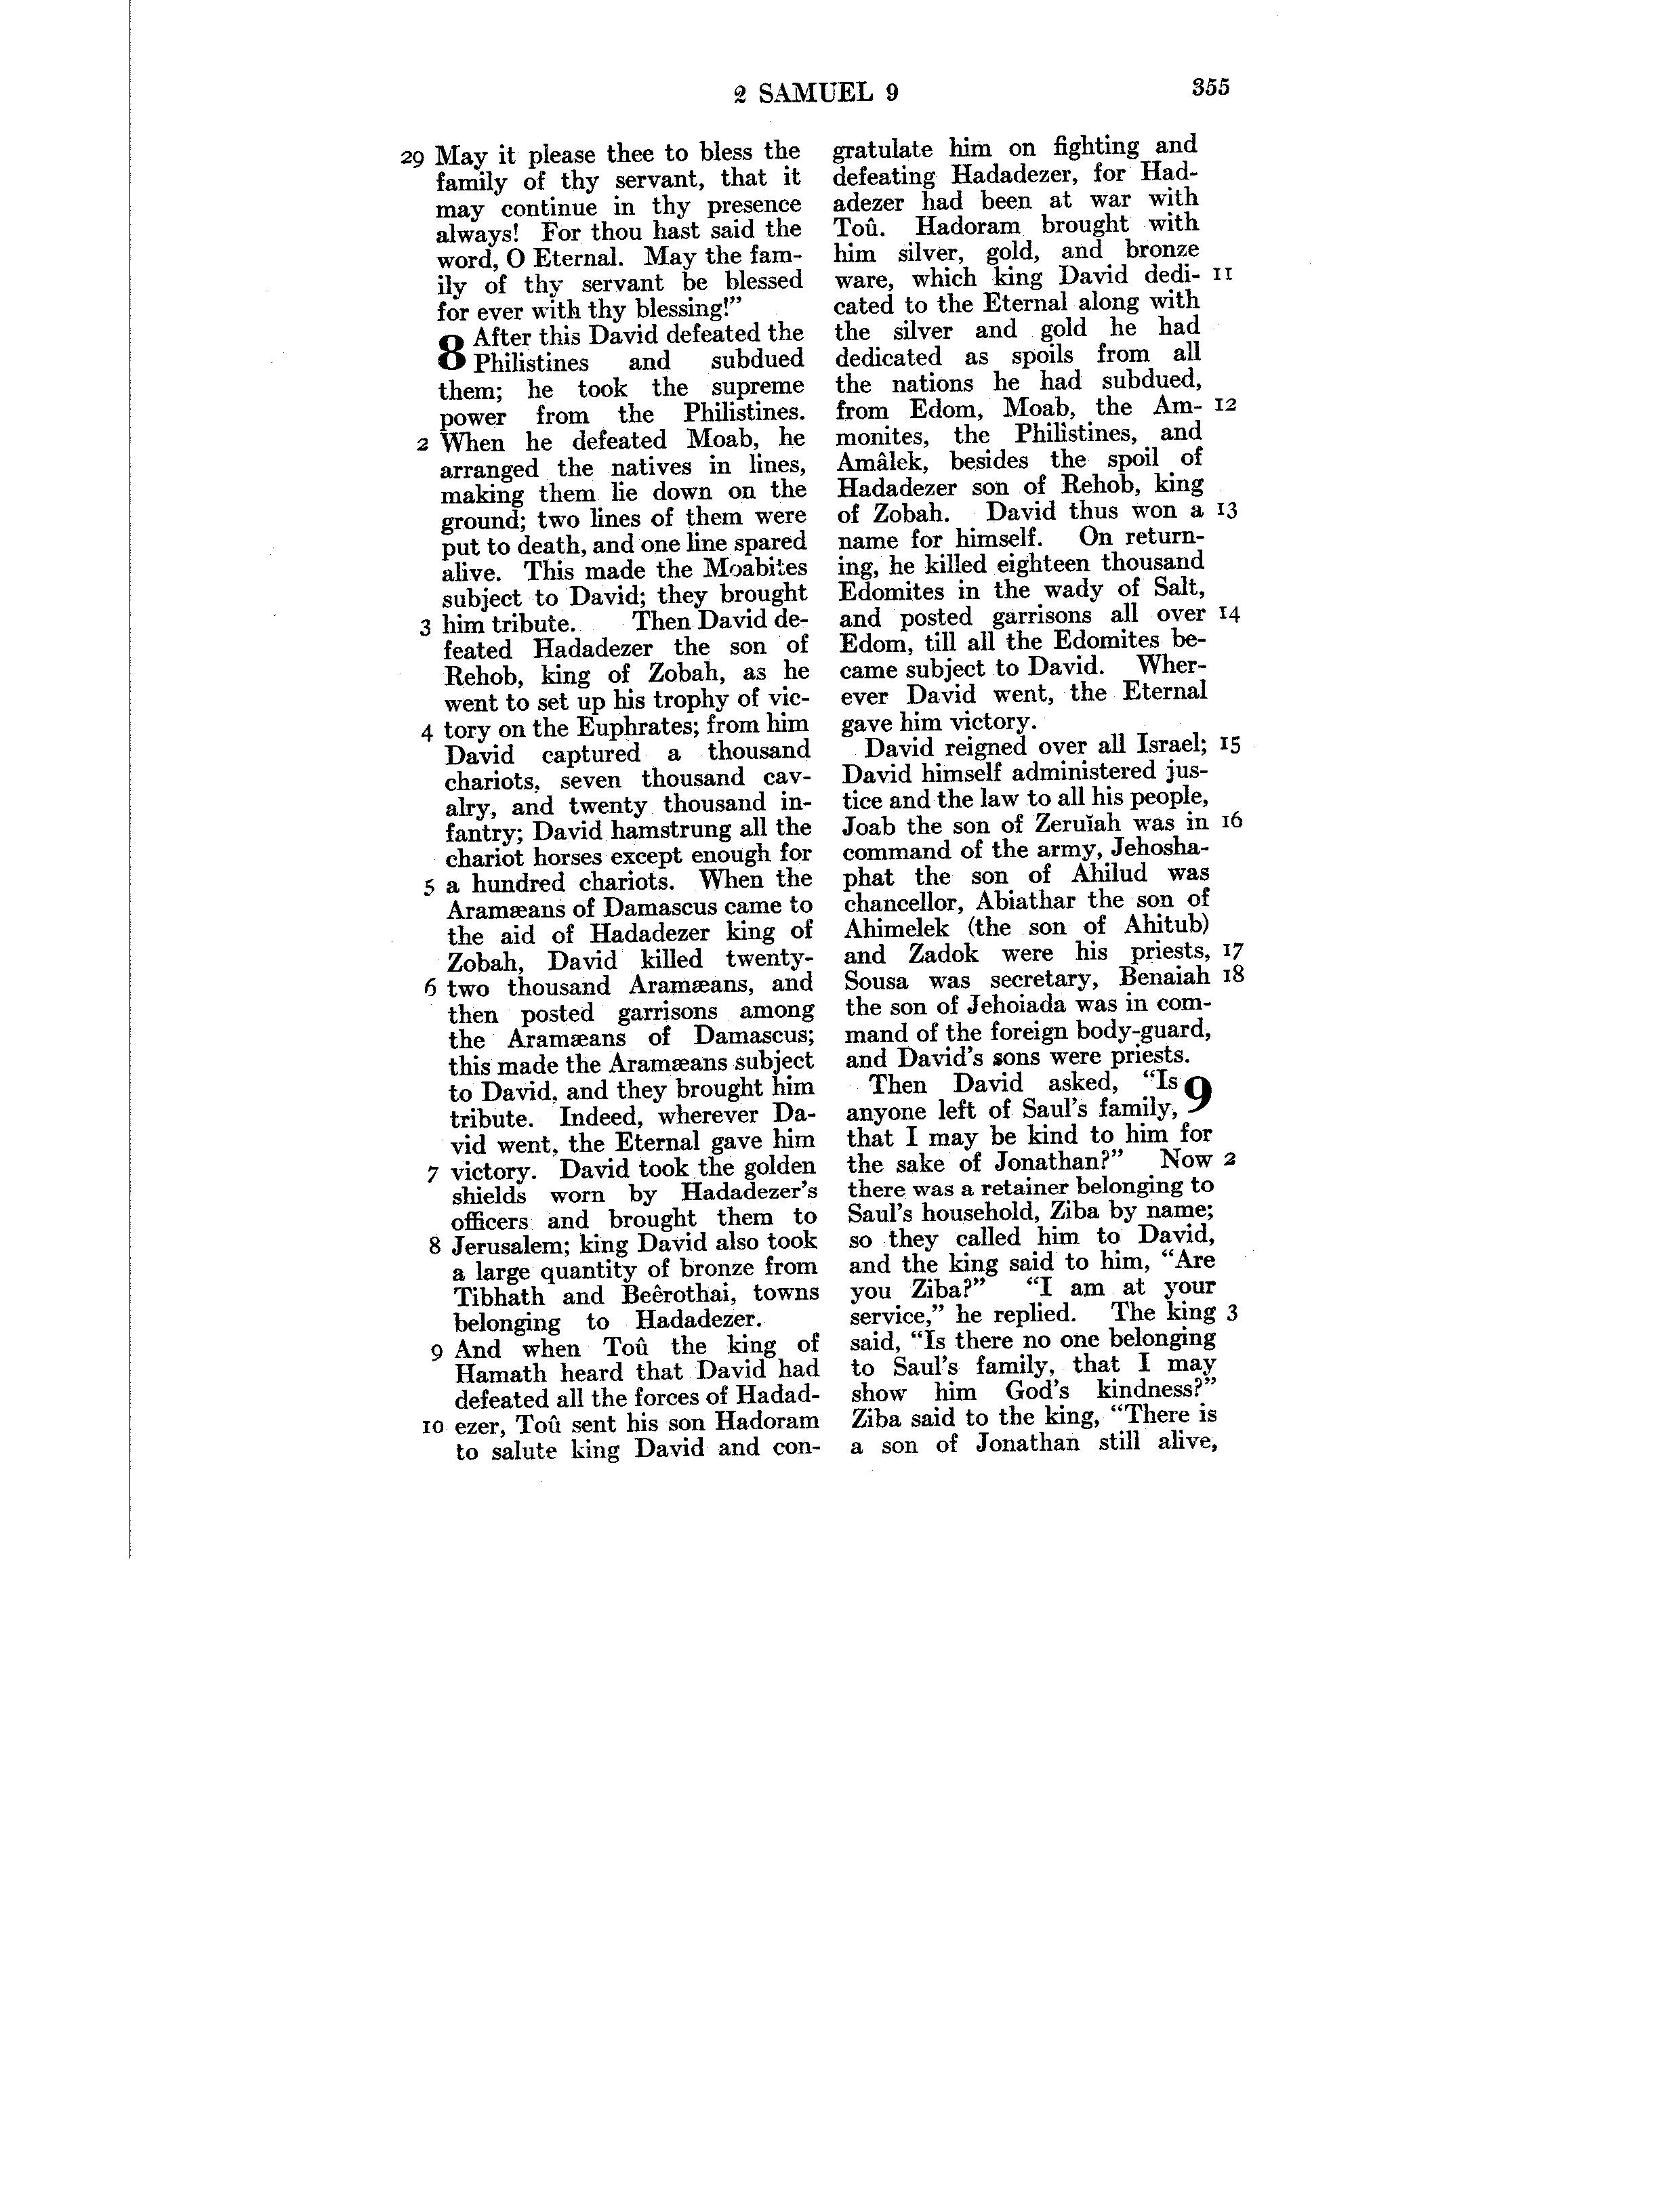 2 SAMUEL 9 355
29 May it please thee to bless the
family of thy servant, that it
may continue in thy presence
always! For thou hast said the
word, O Eternal. May the fam-
ily of thy servant be blessed
for ever with thy blessing!”
8 After this David defeated the
Philistines and subdued
them; he took the supreme
power from the Philistines.
2 When he defeated Moab, he
arranged the natives in lines,
making them lie down on the
ground; two lines of them were
put to death, and one line spared
alive. This made the Moabites
subject to David; they brought
3 him tribute. Then David de-
feated Hadadezer the son of
Rehob, king of Zobah, as he
went to set up his trophy of vic-
4 tory on the Euphrates; from him
David captured a thousand
chariots, seven thousand cav-
alry, and twenty thousand in-
fantry; David hamstrung all the
chariot horses except enough for
5 a hundred chariots. When the
Aramæans of Damascus came to
the aid of Hadadezer king of
Zobah, David killed twenty-
6 two thousand Aramæans, and
then posted garrisons among
the Aramæans of Damascus;
this made the Aramæans subject
to David, and they brought him
tribute. Indeed, wherever Da-
vid went, the Eternal gave him
7 victory. David took the golden
shields worn by Hadadezer's
officers and brought them to
8 Jerusalem; king David also took
a large quantity of bronze from
Tibhath and Beêrothai, towns
belonging to Hadadezer.
9 And when Toû the king of
Hamath heard that David had
defeated all the forces of Hadad-
10 ezer, Toû sent his son Hadoram
to salute king David and con-
gratulate him on fighting and
defeating Hadadezer, for Had-
adezer had been at war with
Toû. Hadoram brought with
him silver, gold, and bronze
ware, which king David dedi- 11
cated to the Eternal along with
the silver and gold he had
dedicated as spoils from all
the nations he had subdued,
from Edom, Moab, the Am- 12
monites, the Philistines, and
Amâlek, besides the spoil of
Hadadezer son of Rehob, king
of Zobah. David thus won a 13
name for himself. On return-
ing, he killed eighteen thousand
Edomites in the wady of Salt,
and posted garrisons all over 14
Edom, till all the Edomites be-
came subject to David. Wher-
ever David went, the Eternal
gave him victory.
David reigned over all Israel; 15
David himself administered jus-
tice and the law to all his people,
Joab the son of Zeruĭah was in 16
command of the army, Jehosha-
phat the son of Ahilud was
chancellor, Abiathar the son of
Ahimelek (the son of Ahitub)
and Zadok were his priests, 17
Sousa was secretary, Benaiah 18
the son of Jehoiada was in com-
mand of the foreign body-guard,
and David's sons were priests.
Then David asked, “Is 9
anyone left of Saul's family,
that I may be kind to him for
the sake of Jonathan?” Now 2
there was a retainer belonging to
Saul's household, Ziba by name;
so they called him to David,
and the king said to him, “Are
you Ziba?” “I am at your
service,” he replied. The king 3
said, “Is there no one belonging
to Saul's family, that I may
show him God's kindness?”
Ziba said to the king, “There is
a son of Jonathan still alive,